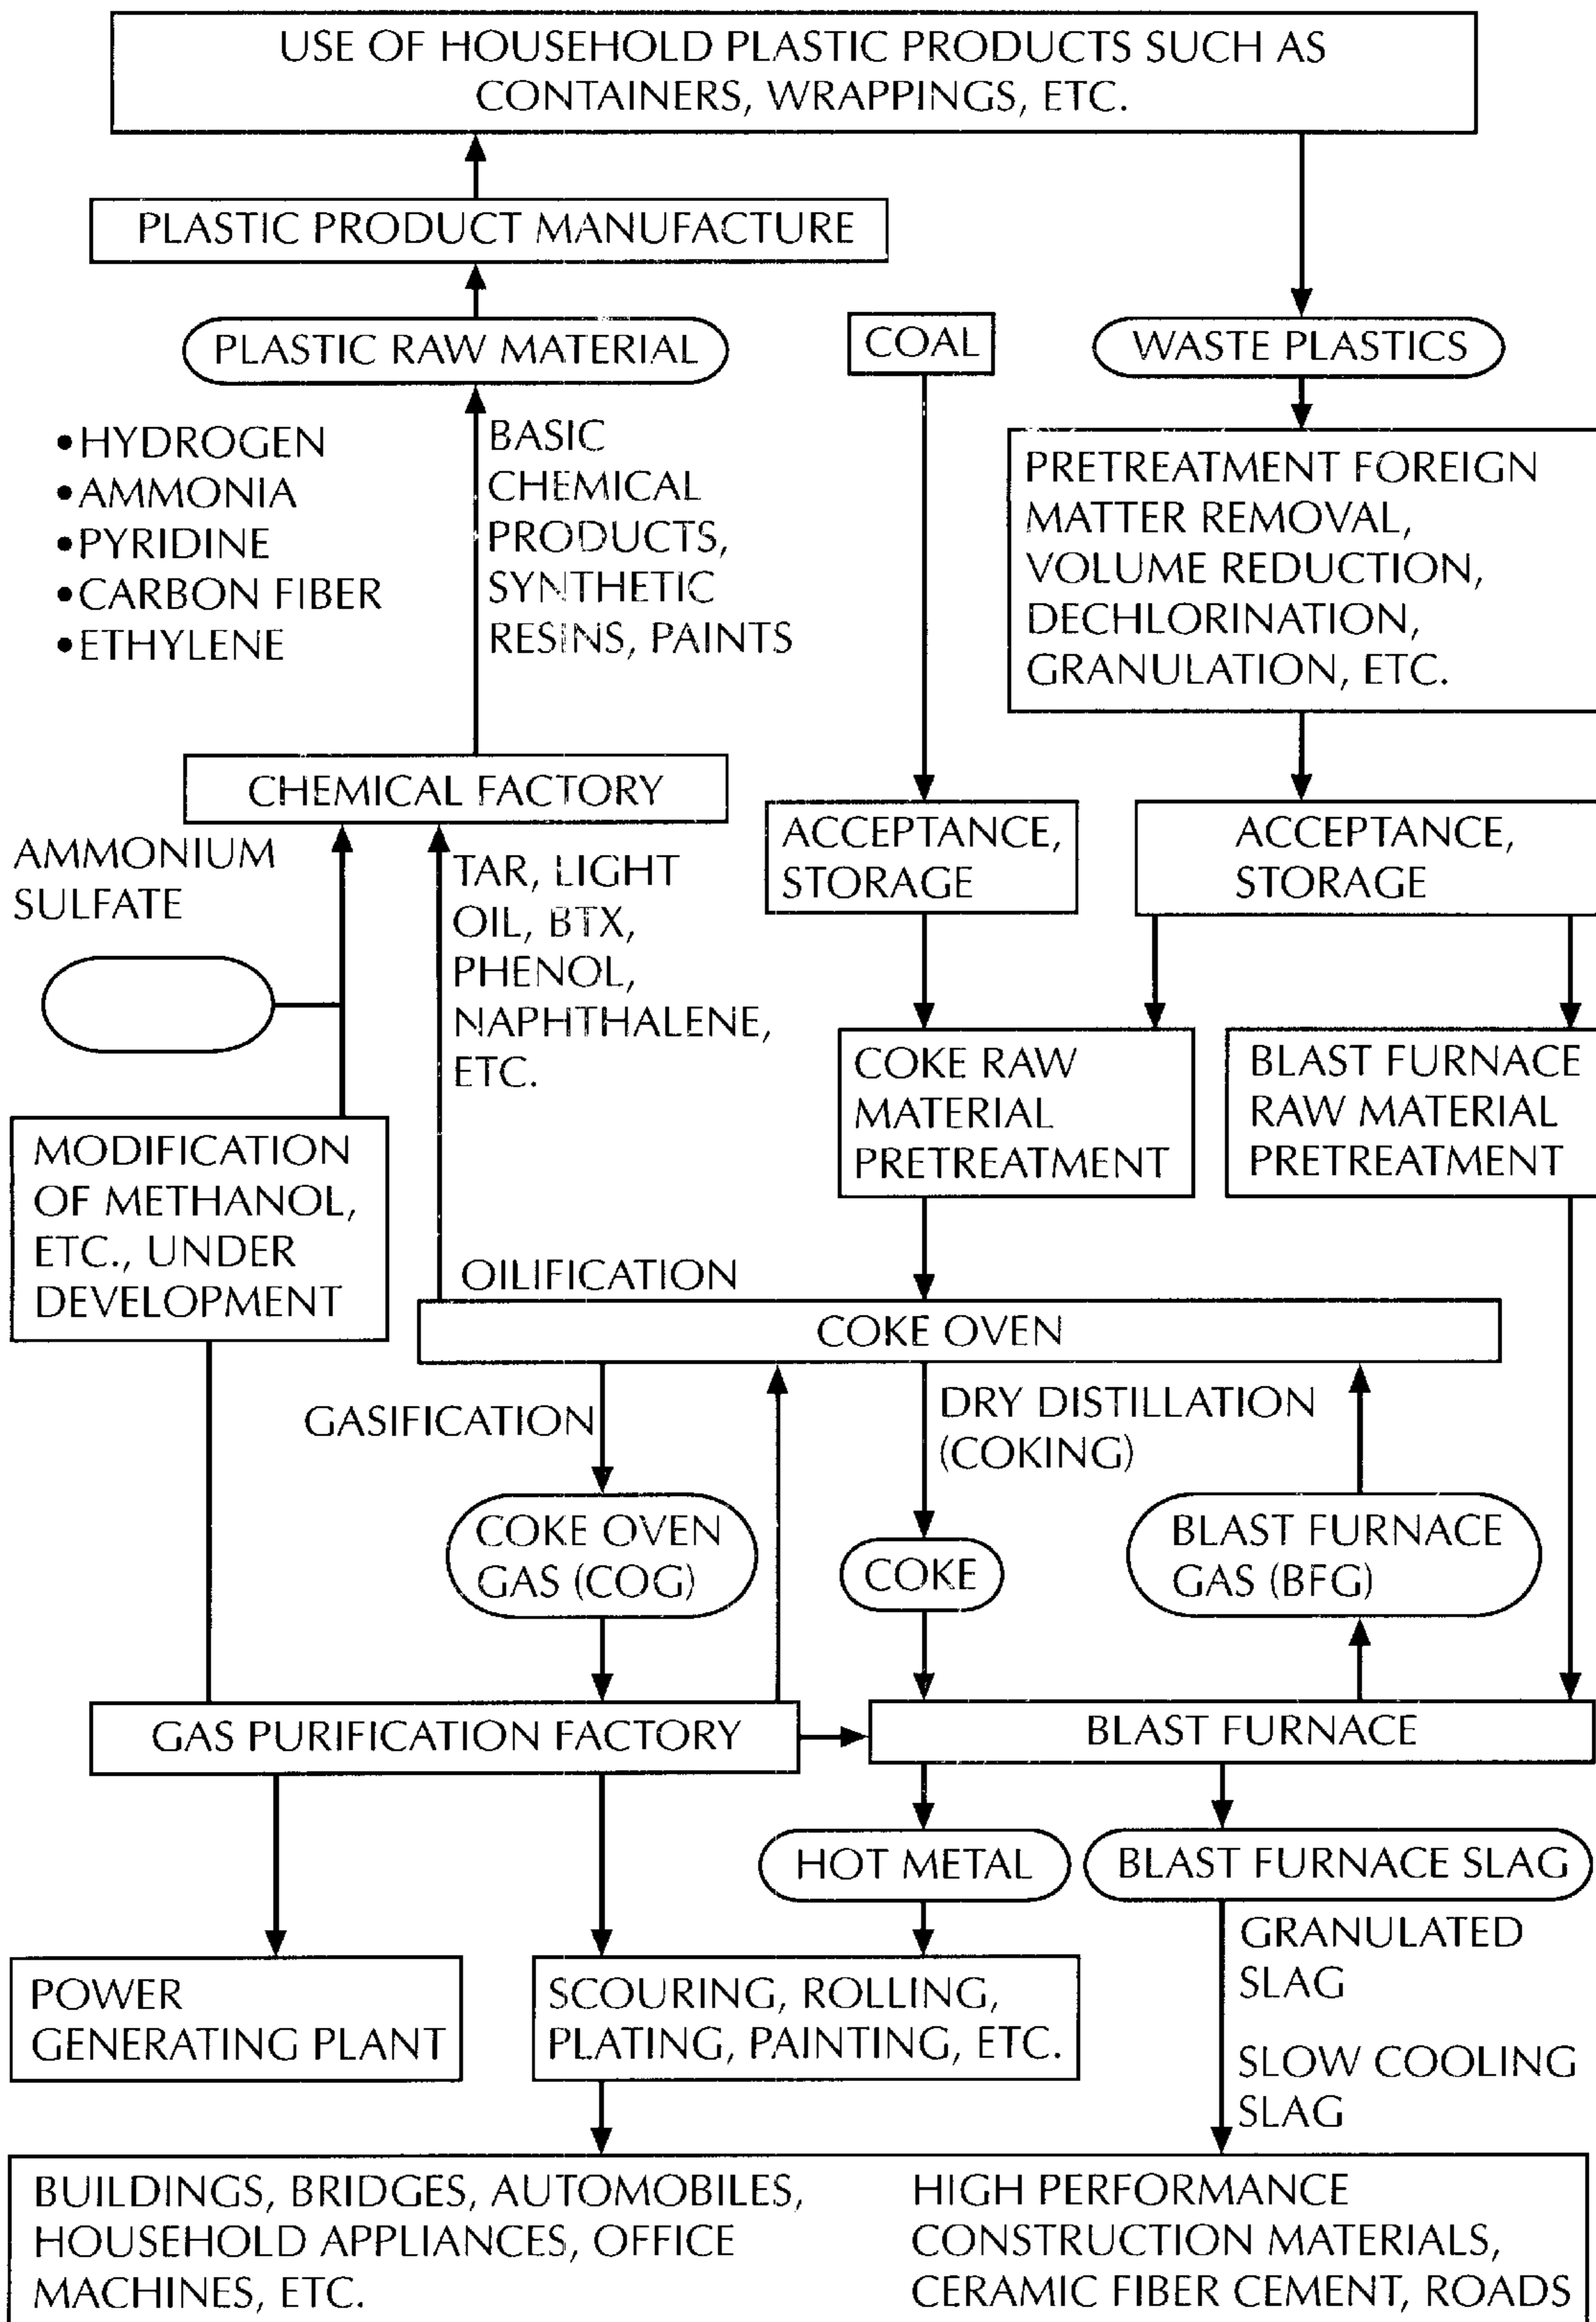 USE OF HOUSEHOLD PLASTIC PRODUCTS SUCH AS
CONTAINERS, WRAPPINGS, ETC.
PLASTIC PRODUCT MANUFACTURE
PLASTIC RAW MATERIAL
COAL
WASTE PLASTICS
•HYDROGEN
•AMMONIA
•PYRIDINE
•CARBON FIBER
•ETHYLENE
BASIC
CHEMICAL
PRODUCTS,
SYNTHETIC
RESINS, PAINTS
PRETREATMENT FOREIGN
MATTER REMOVAL,
VOLUME REDUCTION,
DECHLORINATION,
GRANULATION, ETC.
CHEMICAL FACTORY
ACCEPTANCE,
STORAGE
ACCEPTANCE,
STORAGE
AMMONIUM
SULFATE
TAR, LIGHT
OIL, BTX,
PHENOL,
NAPHTHALENE,
ETC.
COKE RAW
MATERIAL
PRETREATMENT
BLAST FURNACE
RAW MATERIAL
PRETREATMENT
MODIFICATION
OF METHANOL,
ETC., UNDER
DEVELOPMENT
OILIFICATION
COKE OVEN
GASIFICATION
DRY DISTILLATION
(COKING)
COKE OVEN
GAS (COG)
COKE
BLAST FURNACE
GAS (BFG)
GAS PURIFICATION FACTORY
BLAST FURNACE
HOT METAL
BLAST FURNACE SLAG
GRANULATED
SLAG
SLOW COOLING
SLAG
POWER
GENERATING PLANT
SCOURING, ROLLING,
PLATING, PAINTING, ETC.
BUILDINGS, BRIDGES, AUTOMOBILES,
HOUSEHOLD APPLIANCES, OFFICE
MACHINES, ETC.
HIGH PERFORMANCE
CONSTRUCTION MATERIALS,
CERAMIC FIBER CEMENT, ROADS